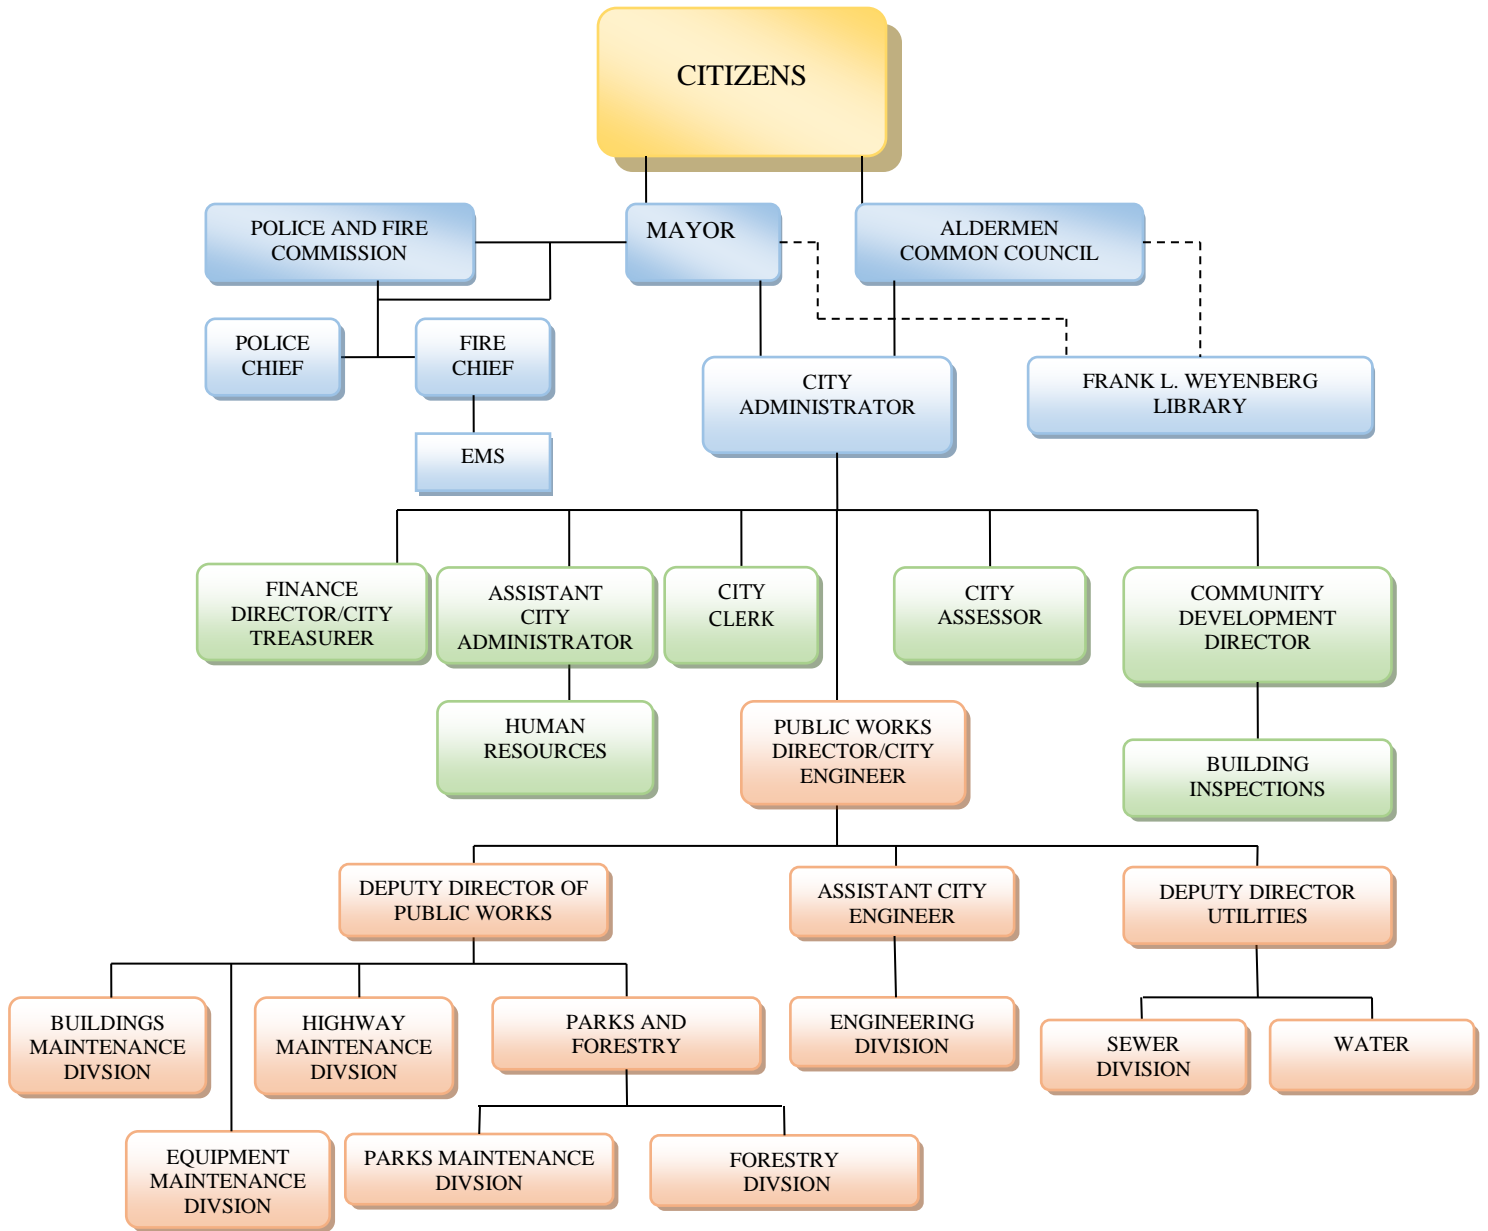 CITIZENS
POLICE AND FIRE
COMMISSION
MAYOR
ALDERMEN
COMMON COUNCIL
POLICE
CHIEF
FIRE
CHIEF
CITY
ADMINISTRATOR
FRANK L. WEYENBERG
LIBRARY
EMS
FINANCE
DIRECTOR/CITY
TREASURER
ASSISTANT
CITY
ADMINISTRATOR
CITY
CLERK
CITY
ASSESSOR
COMMUNITY
DEVELOPMENT
DIRECTOR
HUMAN
RESOURCES
PUBLIC WORKS
DIRECTOR/CITY
ENGINEER
BUILDING
INSPECTIONS
DEPUTY DIRECTOR OF
PUBLIC WORKS
ASSISTANT CITY
ENGINEER
DEPUTY DIRECTOR
UTILITIES
BUILDINGS
MAINTENANCE
DIVSION
HIGHWAY
MAINTENANCE
DIVSION
PARKS AND
FORESTRY
ENGINEERING
DIVISION
SEWER
DIVISION
WATER
EQUIPMENT
MAINTENANCE
DIVSION
PARKS MAINTENANCE
DIVSION
FORESTRY
DIVSION